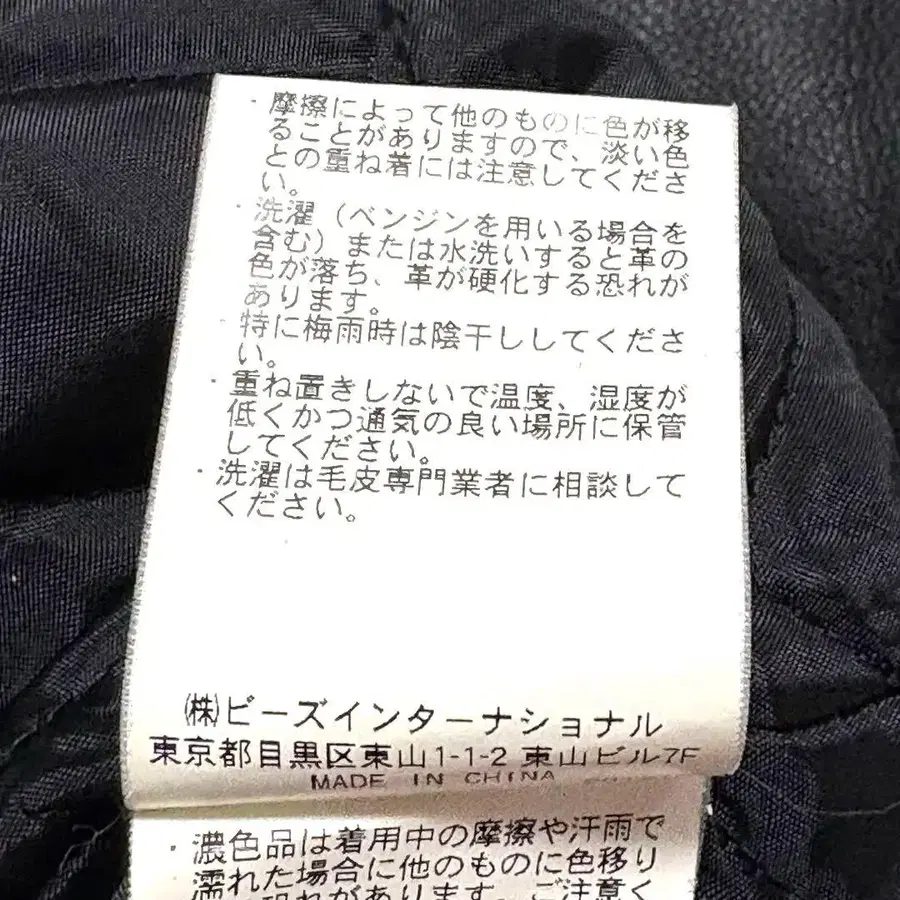 ・摩擦によって他のものに色が移
ることがありますので、淡い色
との重ね着には注意してくださ
い。
・洗濯（ベンジンを用いる場合を
含む）または水洗いすると革の
色が落ち、革が硬化する恐れが
あります。
・特に梅雨時は陰干ししてくださ
い。
・重ね置きしないで温度、湿度が
低くかつ通気の良い場所に保管
してください。
・洗濯は毛皮専門業者に相談して
ください。
㈱ビーズインターナショナル
東京都目黒区東山1-1-2 東山ビル7F
MADE IN CHINA
・濃色品は着用中の摩擦や汗雨で
濡れた場合に他のものに色移り
恐れがあります。ご注意く